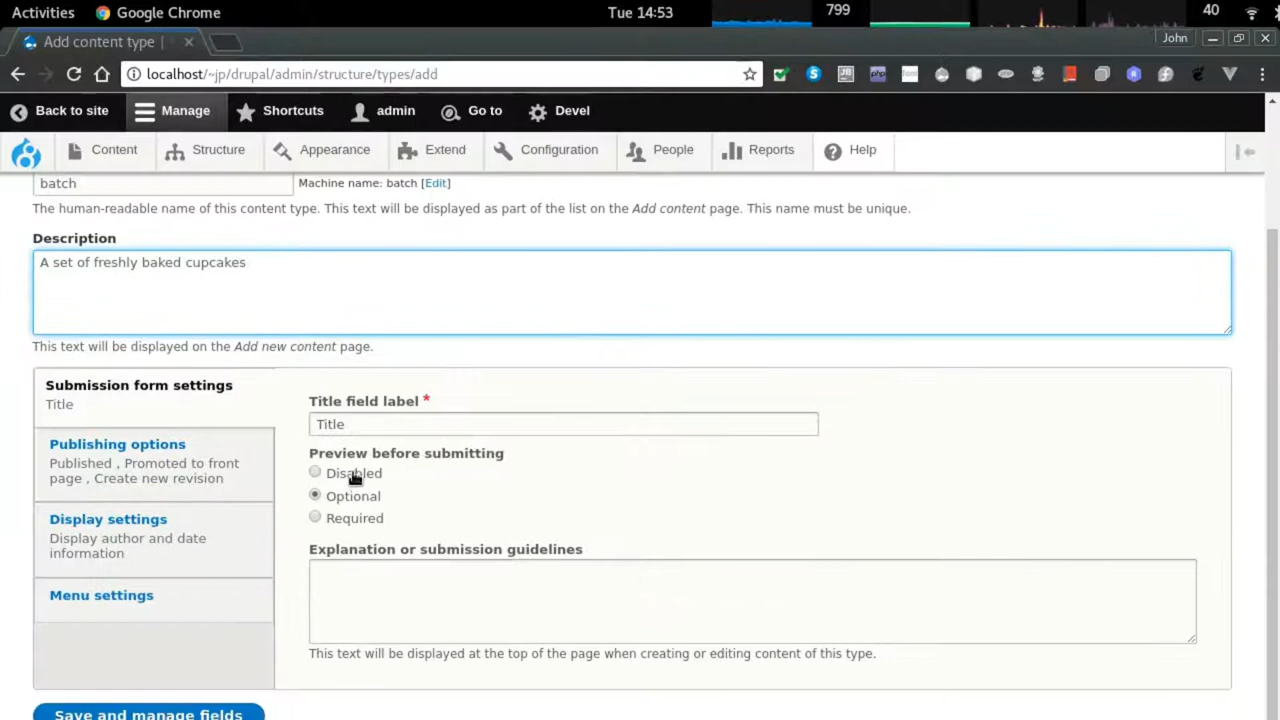 Activities Google Chrome Tue 14:53 799 40
Add content type | John
localhost/~jp/drupal/admin/structure/types/add
Back to site Manage Shortcuts admin Go to Devel
Content Structure Appearance Extend Configuration People Reports Help
batch Machine name: batch [Edit]
The human-readable name of this content type. This text will be displayed as part of the list on the Add content page. This name must be unique.
Description
A set of freshly baked cupcakes
This text will be displayed on the Add new content page.
Submission form settings
Title
Publishing options
Published , Promoted to front
page , Create new revision
Display settings
Display author and date
information
Menu settings
Title field label *
Title
Preview before submitting
Disabled
Optional
Required
Explanation or submission guidelines
This text will be displayed at the top of the page when creating or editing content of this type.
Save and manage fields